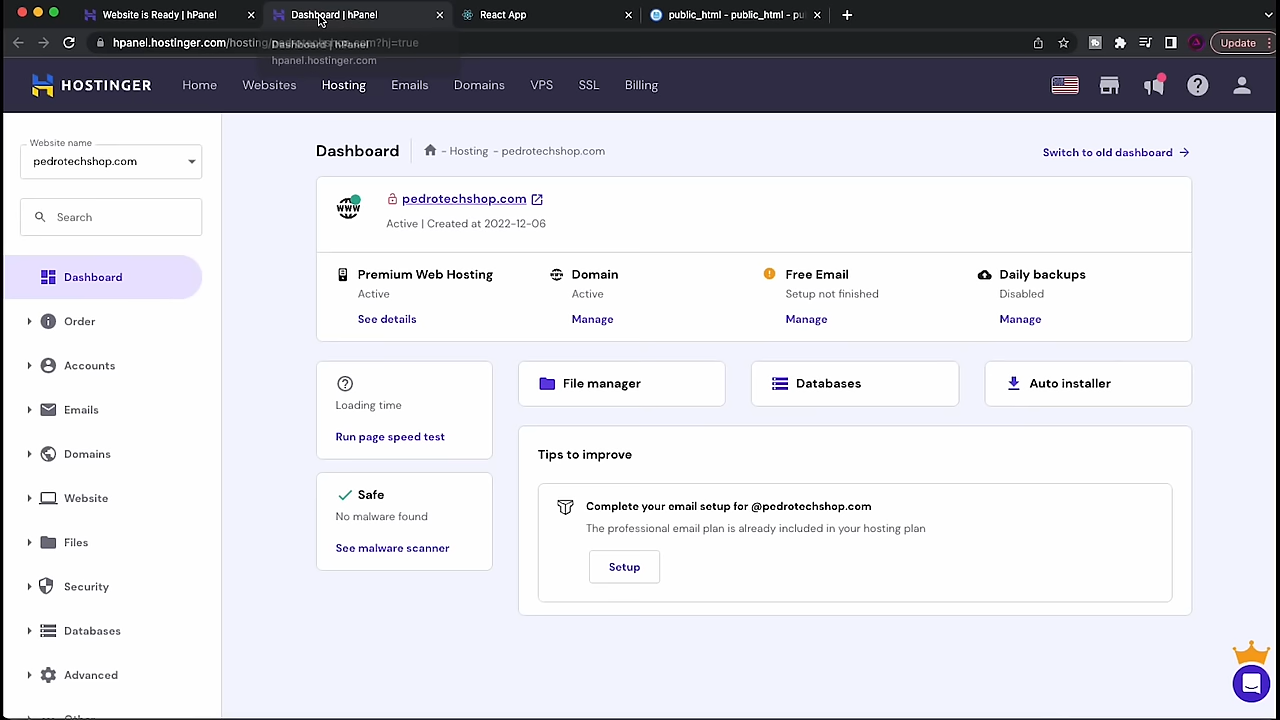 Website is Ready | hPanel
Dashboard | hPanel
React App
public_html - public_html - pu
hpanel.hostinger.com/hosting/
?hj=true
Dashboard | hPanel
hpanel.hostinger.com
Update
HOSTINGER
Home
Websites
Hosting
Emails
Domains
VPS
SSL
Billing
Website name
pedrotechshop.com
Search
Dashboard
Order
Accounts
Emails
Domains
Website
Files
Security
Databases
Advanced
Dashboard
- Hosting - pedrotechshop.com
Switch to old dashboard
www
pedrotechshop.com
Active | Created at 2022-12-06
Premium Web Hosting
Active
See details
Domain
Active
Manage
Free Email
Setup not finished
Manage
Daily backups
Disabled
Manage
Loading time
Run page speed test
File manager
Databases
Auto installer
Safe
No malware found
See malware scanner
Tips to improve
Complete your email setup for @pedrotechshop.com
The professional email plan is already included in your hosting plan
Setup